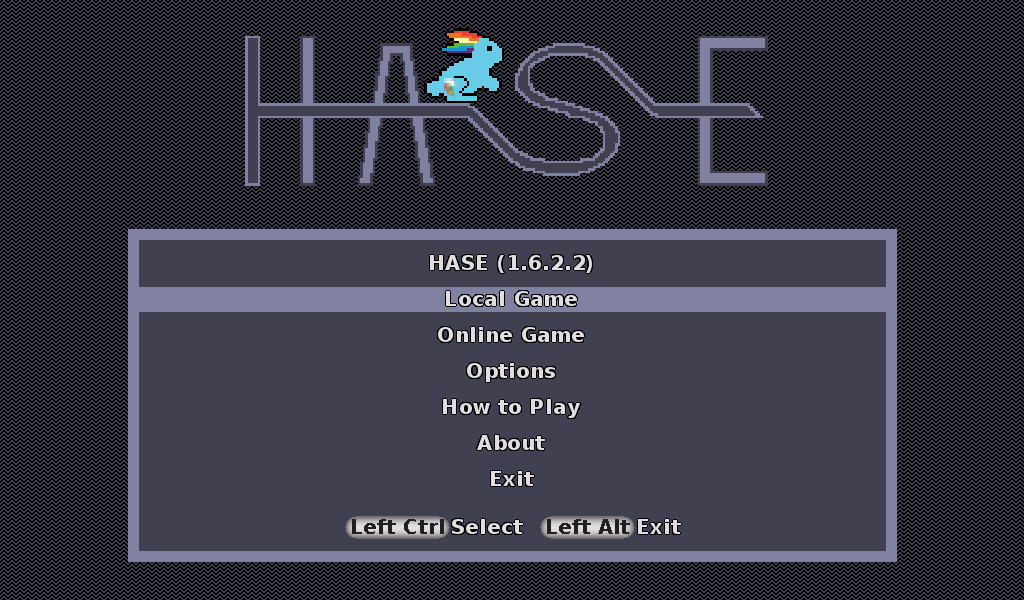 HASE
HASE (1.6.2.2)
Local Game
Online Game
Options
How to Play
About
Exit
Left Ctrl Select Left Alt Exit